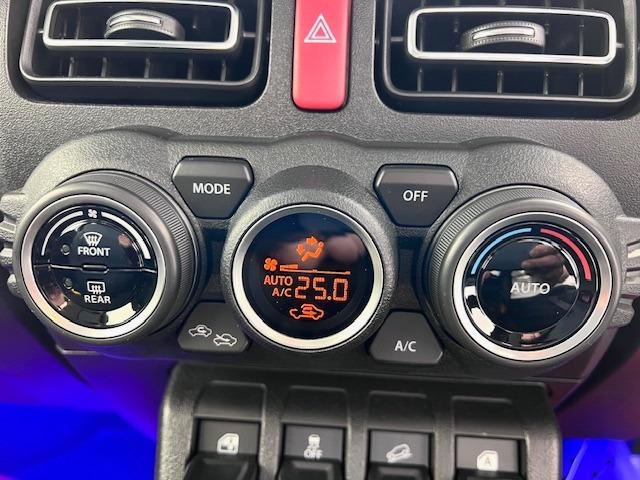 MODE
OFF
FRONT
REAR
AUTO
A/C 25.0
AUTO
A/C
OFF
A